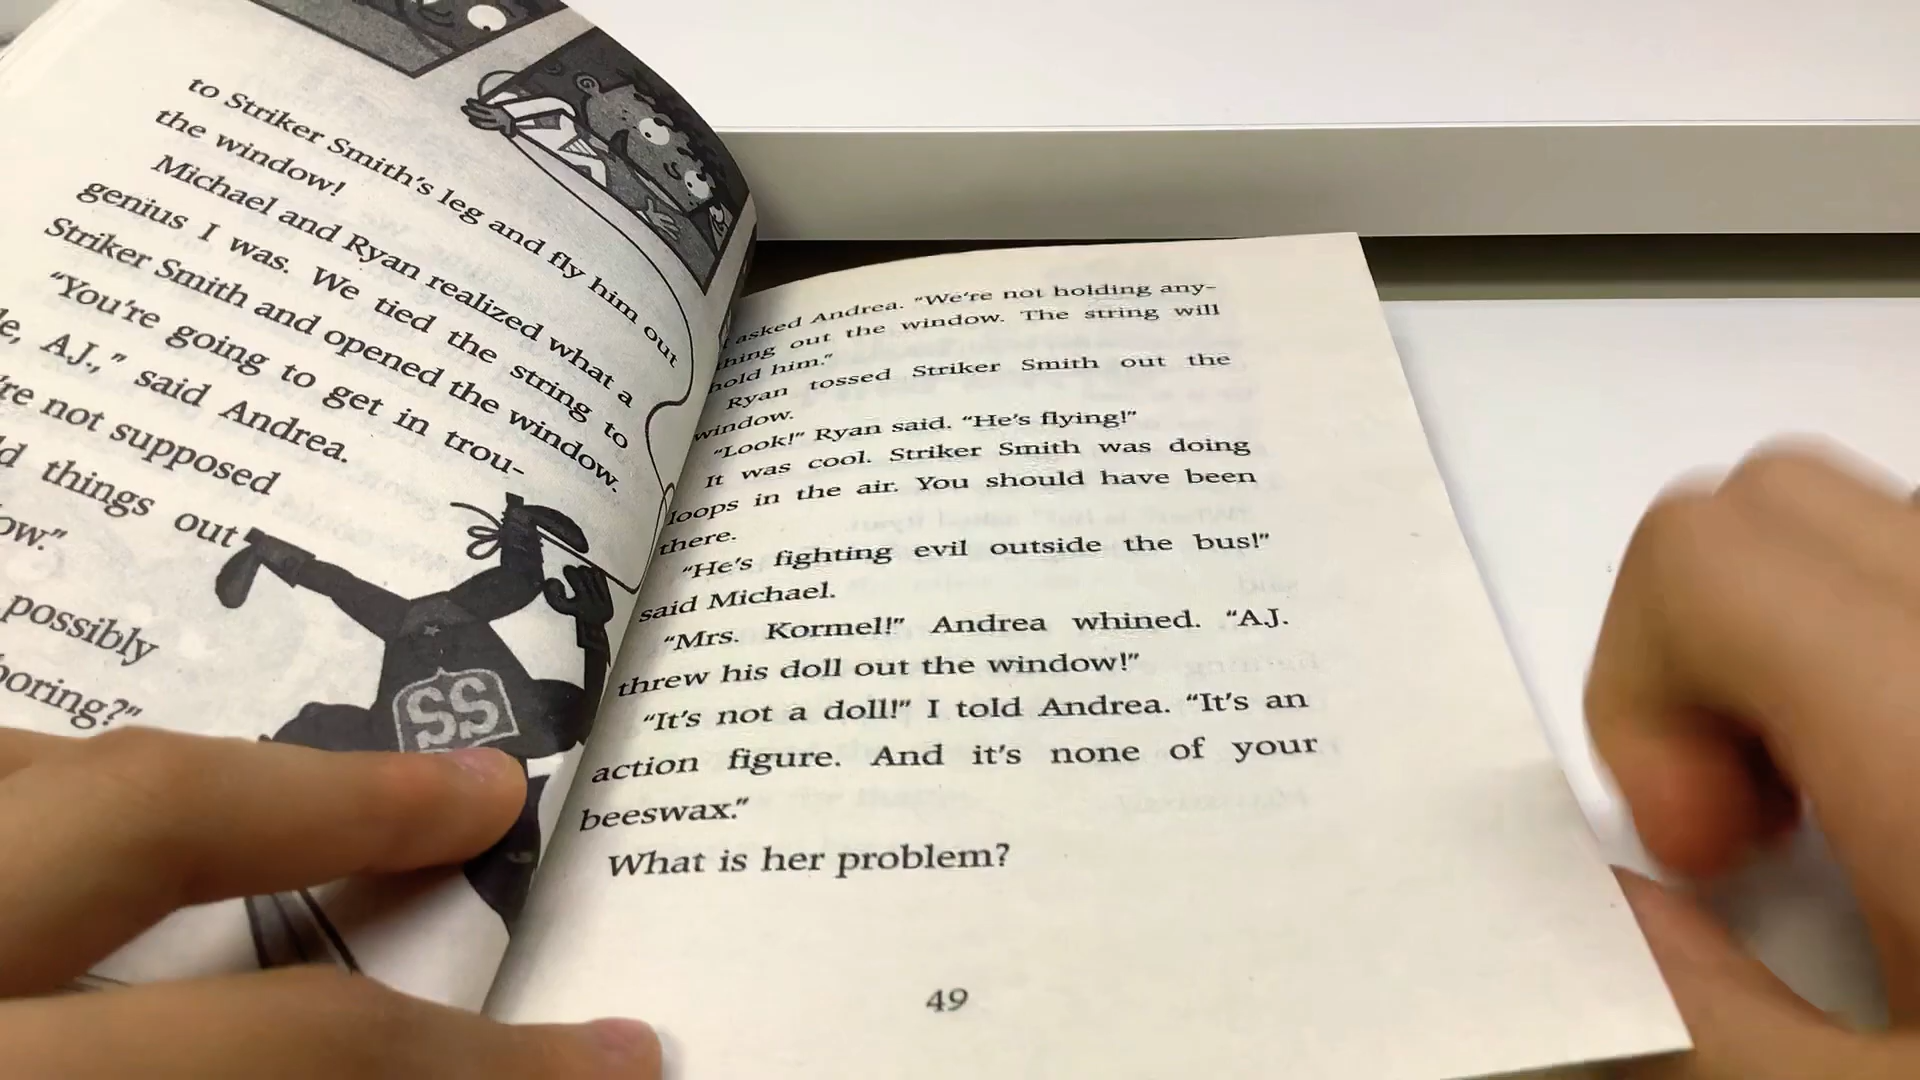 to Striker Smith's leg and fly him out
the window!
Michael and Ryan realized what a
genius I was. We tied the string to
Striker Smith and opened the window.
"You're going to get in trou-
le, A.J.," said Andrea.
're not supposed
d things out
ow."
possibly
boring?"
SS
asked Andrea. "We're not holding any-
thing out the window. The string will
hold him."
Ryan tossed Striker Smith out the
window.
"Look!" Ryan said. "He's flying!"
It was cool. Striker Smith was doing
loops in the air. You should have been
there.
"He's fighting evil outside the bus!"
said Michael.
"Mrs. Kormel!" Andrea whined. "A.J.
threw his doll out the window!"
"It's not a doll!" I told Andrea. "It's an
action figure. And it's none of your
beeswax."
What is her problem?
49